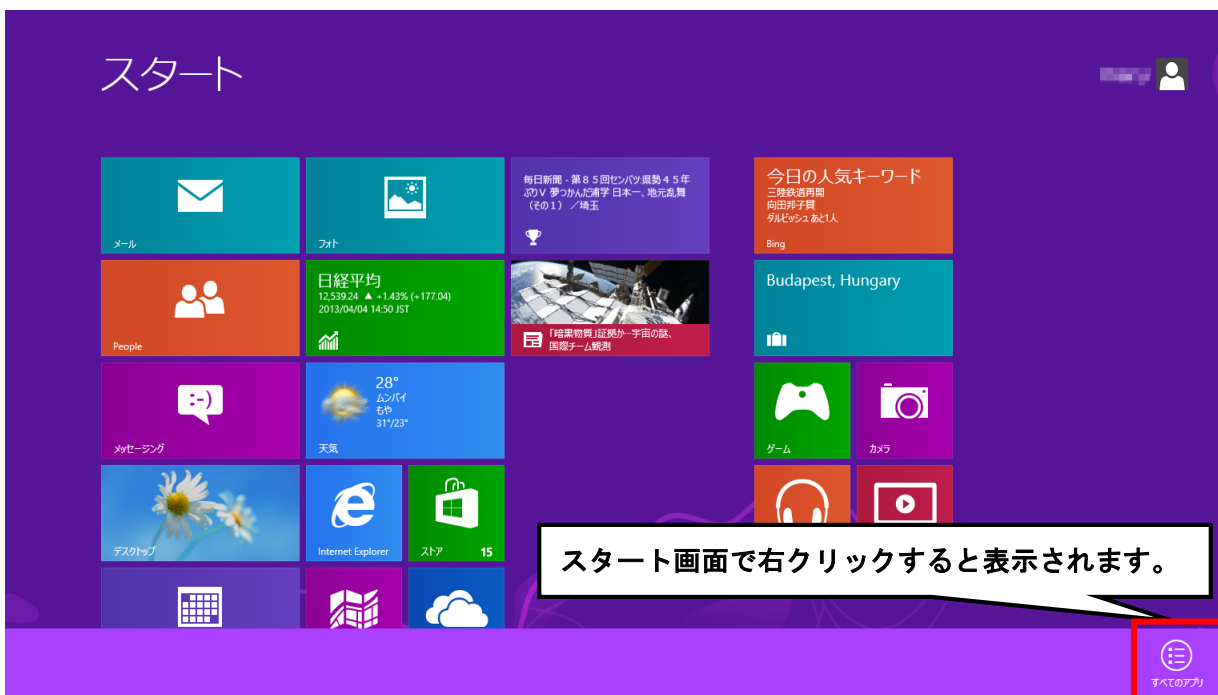 スタート
メール
フォト
毎日新聞 - 第８５回センバツ:県勢４５年
ぶりＶ 夢つかんだ浦学 日本一、地元乱舞
（その１） ／埼玉
今日の人気キーワード
三陸鉄道再開
向田邦子賞
ダルビッシュ あと1人
Bing
People
日経平均
12,539.24 ▲ +1.43% (+177.04)
2013/04/04 14:50 JST
「暗黒物質」証拠か…宇宙の謎、
国際チーム観測
Budapest, Hungary
メッセージング
28°
ムンバイ
もや
31°/23°
天気
ゲーム
カメラ
デスクトップ
Internet Explorer
ストア 15
スタート画面で右クリックすると表示されます。
すべてのアプリ